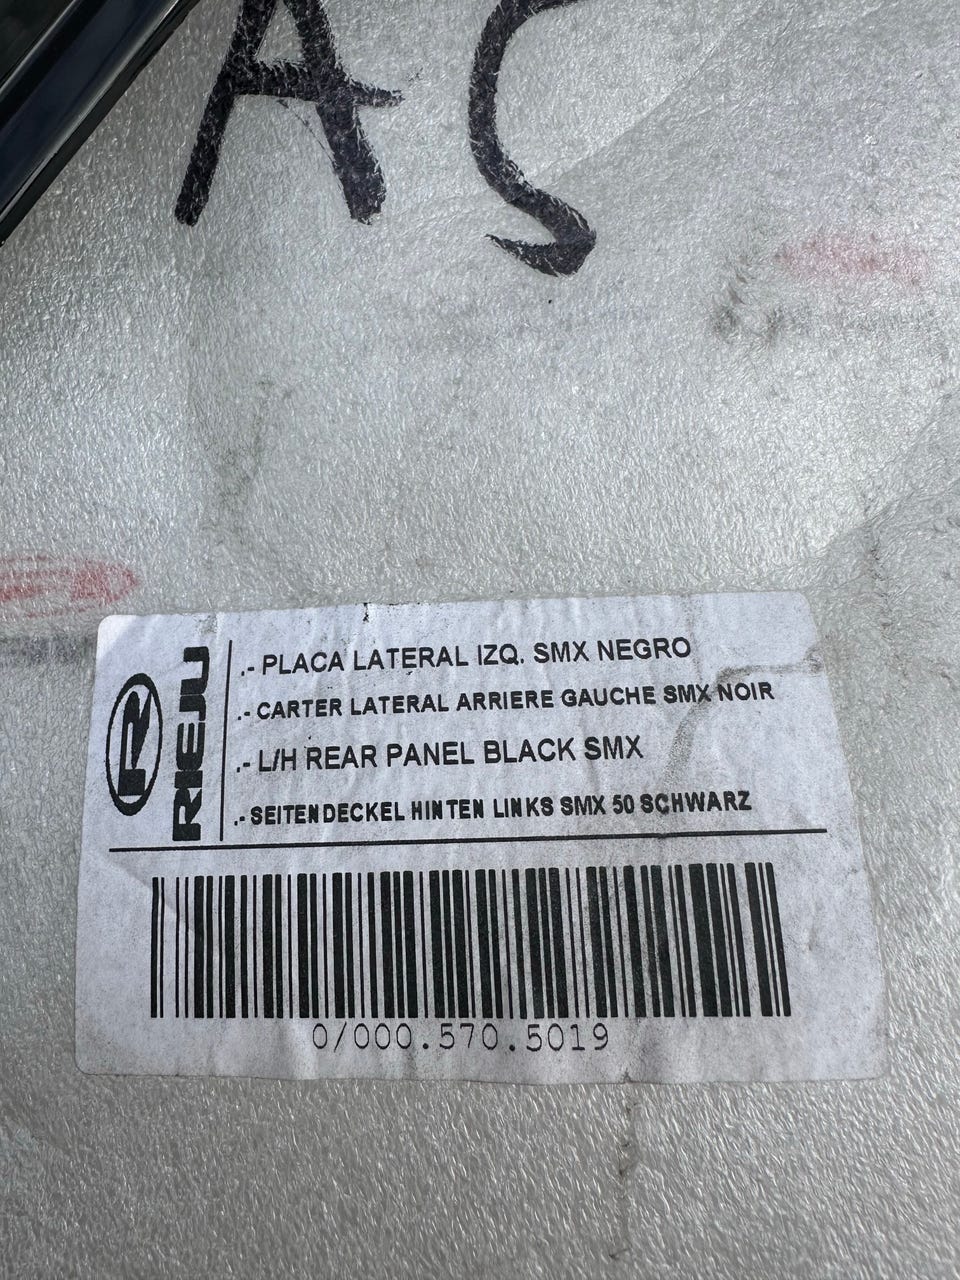 AS
R
RIEJU
.- PLACA LATERAL IZQ. SMX NEGRO
.- CARTER LATERAL ARRIERE GAUCHE SMX NOIR
.- L/H REAR PANEL BLACK SMX
.- SEITENDECKEL HINTEN LINKS SMX 50 SCHWARZ
0/000.570.5019